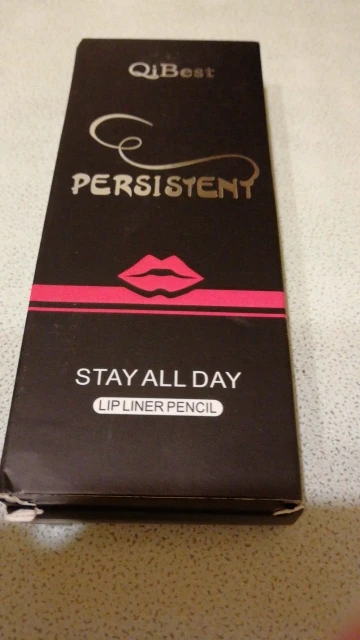 QiBest
PERSISTENT
STAY ALL DAY
LIP LINER PENCIL